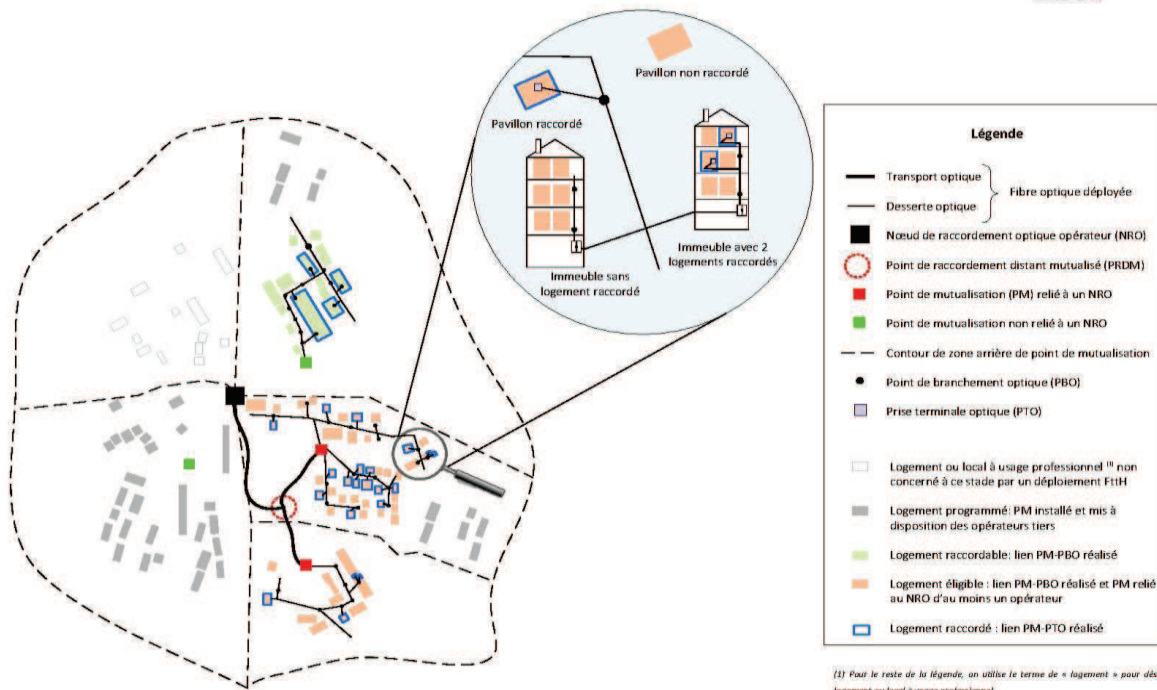 Pavillon non raccordé
Pavillon raccordé
Immeuble sans
logement raccordé
Immeuble avec 2
logements raccordés
Légende
Transport optique
Desserte optique
Fibre optique déployée
Nœud de raccordement optique opérateur (NRO)
Point de raccordement distant mutualisé (PRDM)
Point de mutualisation (PM) relié à un NRO
Point de mutualisation non relié à un NRO
Contour de zone arrière de point de mutualisation
Point de branchement optique (PBO)
Prise terminale optique (PTO)
Logement ou local à usage professionnel (1) non
concerné à ce stade par un déploiement FttH
Logement programmé: PM installé et mis à
disposition des opérateurs tiers
Logement raccordable: lien PM-PBO réalisé
Logement éligible : lien PM-PBO réalisé et PM relié
au NRO d'au moins un opérateur
Logement raccordé : lien PM-PTO réalisé
(1) Pour le reste de la légende, on utilise le terme de « logement » pour dés